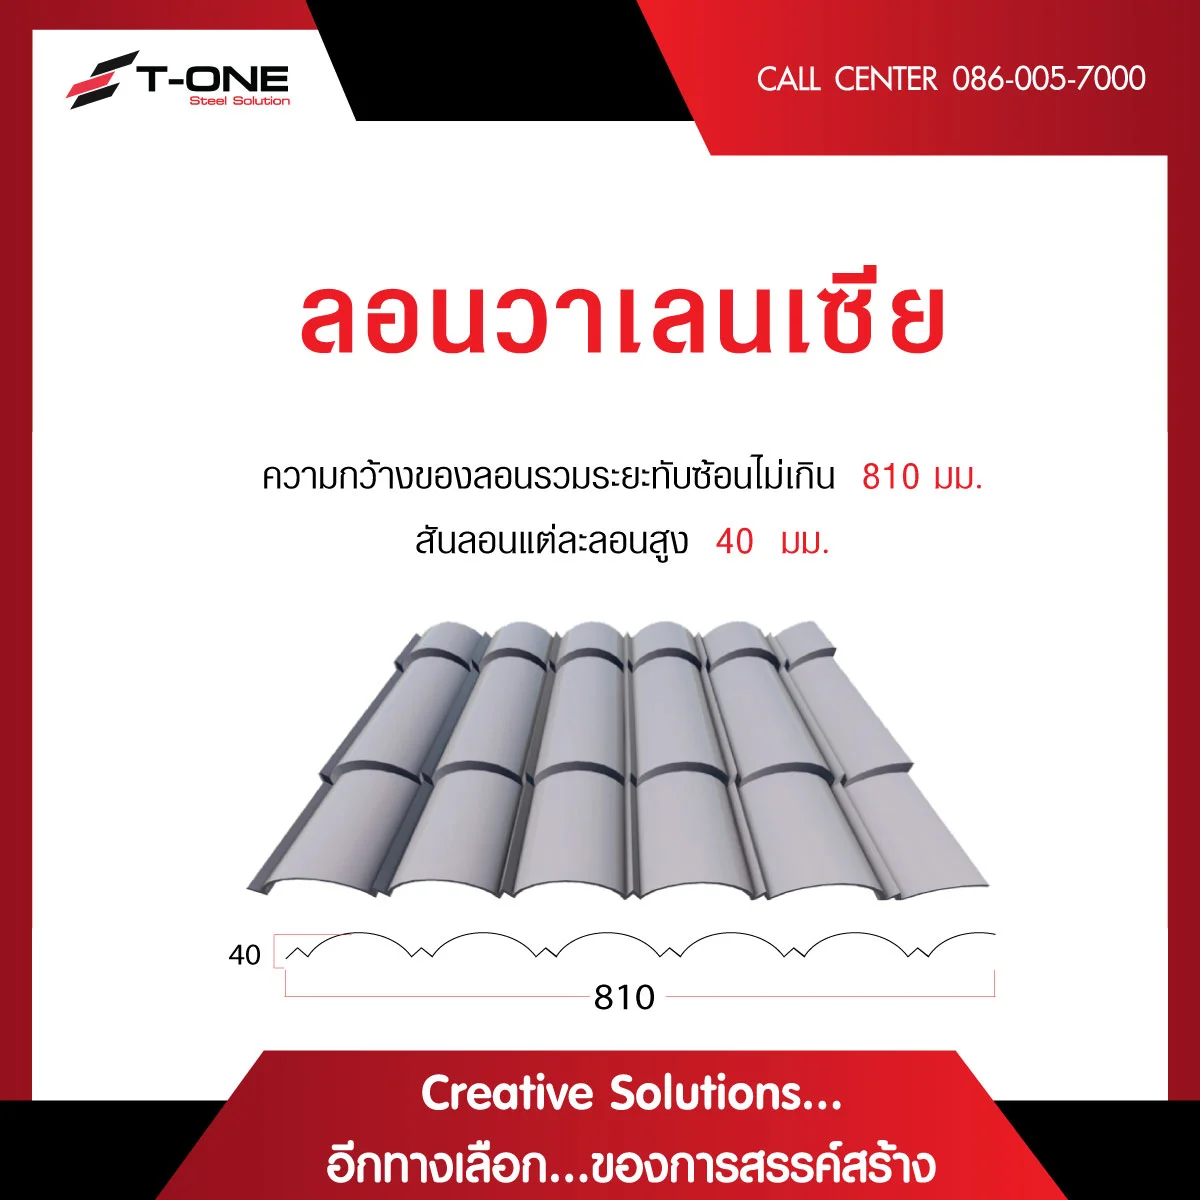 T-ONE
Steel Solution
CALL CENTER 086-005-7000
ลอนวาเลนเซีย
ความกว้างของลอนรวมระยะทับซ้อนไม่เกิน 810 มม.
สันลอนแต่ละลอนสูง 40 มม.
40
810
Creative Solutions...
อีกทางเลือก...ของการสรรค์สร้าง